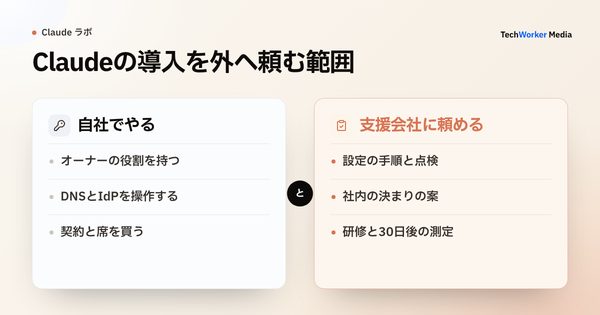 Claude ラボ
TechWorker Media
Claudeの導入を外へ頼む範囲
自社でやる
オーナーの役割を持つ
DNSとIdPを操作する
契約と席を買う
と
支援会社に頼める
設定の手順と点検
社内の決まりの案
研修と30日後の測定